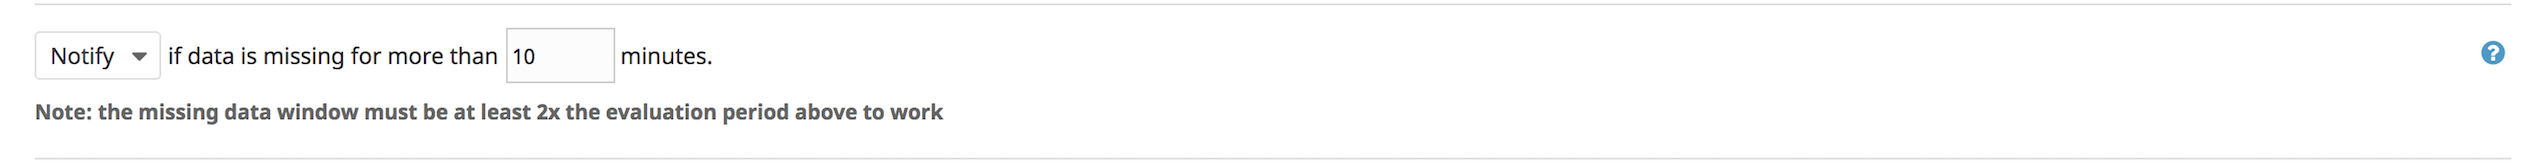 Notify if data is missing for more than 10 minutes. ?
Note: the missing data window must be at least 2x the evaluation period above to work